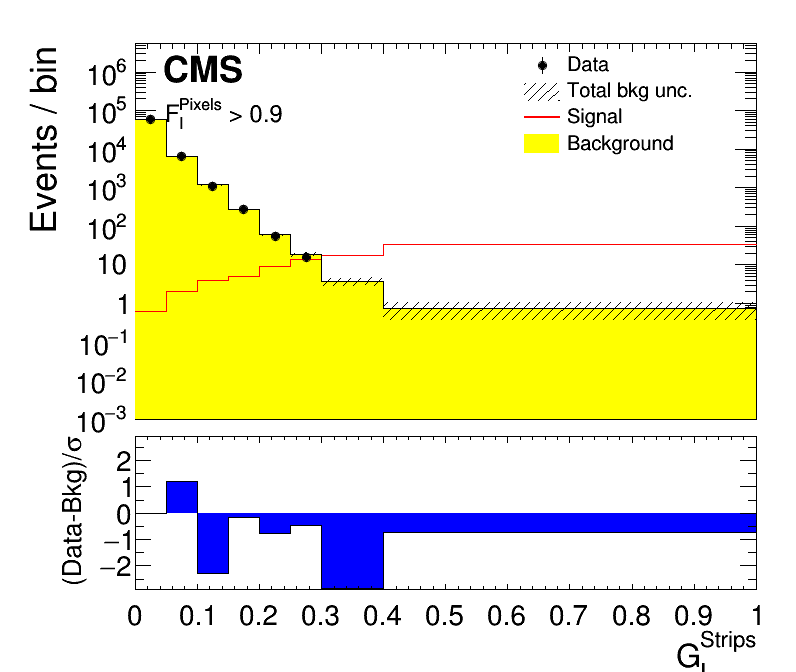 Events / bin
CMS
F_l^Pixels > 0.9
Data
Total bkg unc.
Signal
Background
10^6
10^5
10^4
10^3
10^2
10
1
10^−1
10^−2
10^−3
(Data-Bkg)/σ
2
1
0
−1
−2
0 0.1 0.2 0.3 0.4 0.5 0.6 0.7 0.8 0.9 1
G^Strips